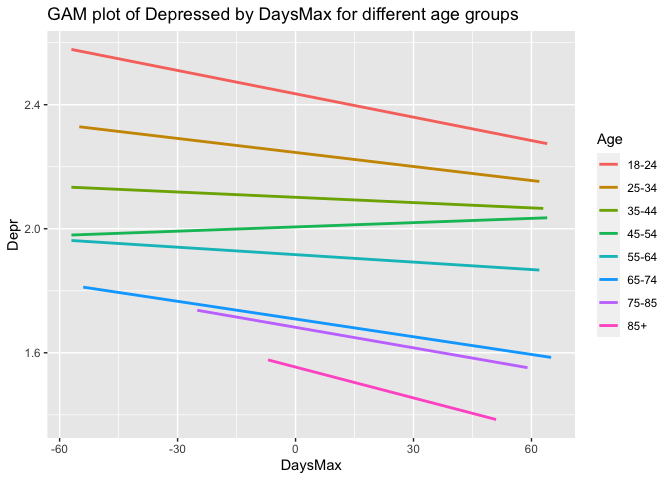 GAM plot of Depressed by DaysMax for different age groups
Depr
2.4
2.0
1.6
-60 -30 0 30 60
DaysMax
Age
18-24
25-34
35-44
45-54
55-64
65-74
75-85
85+